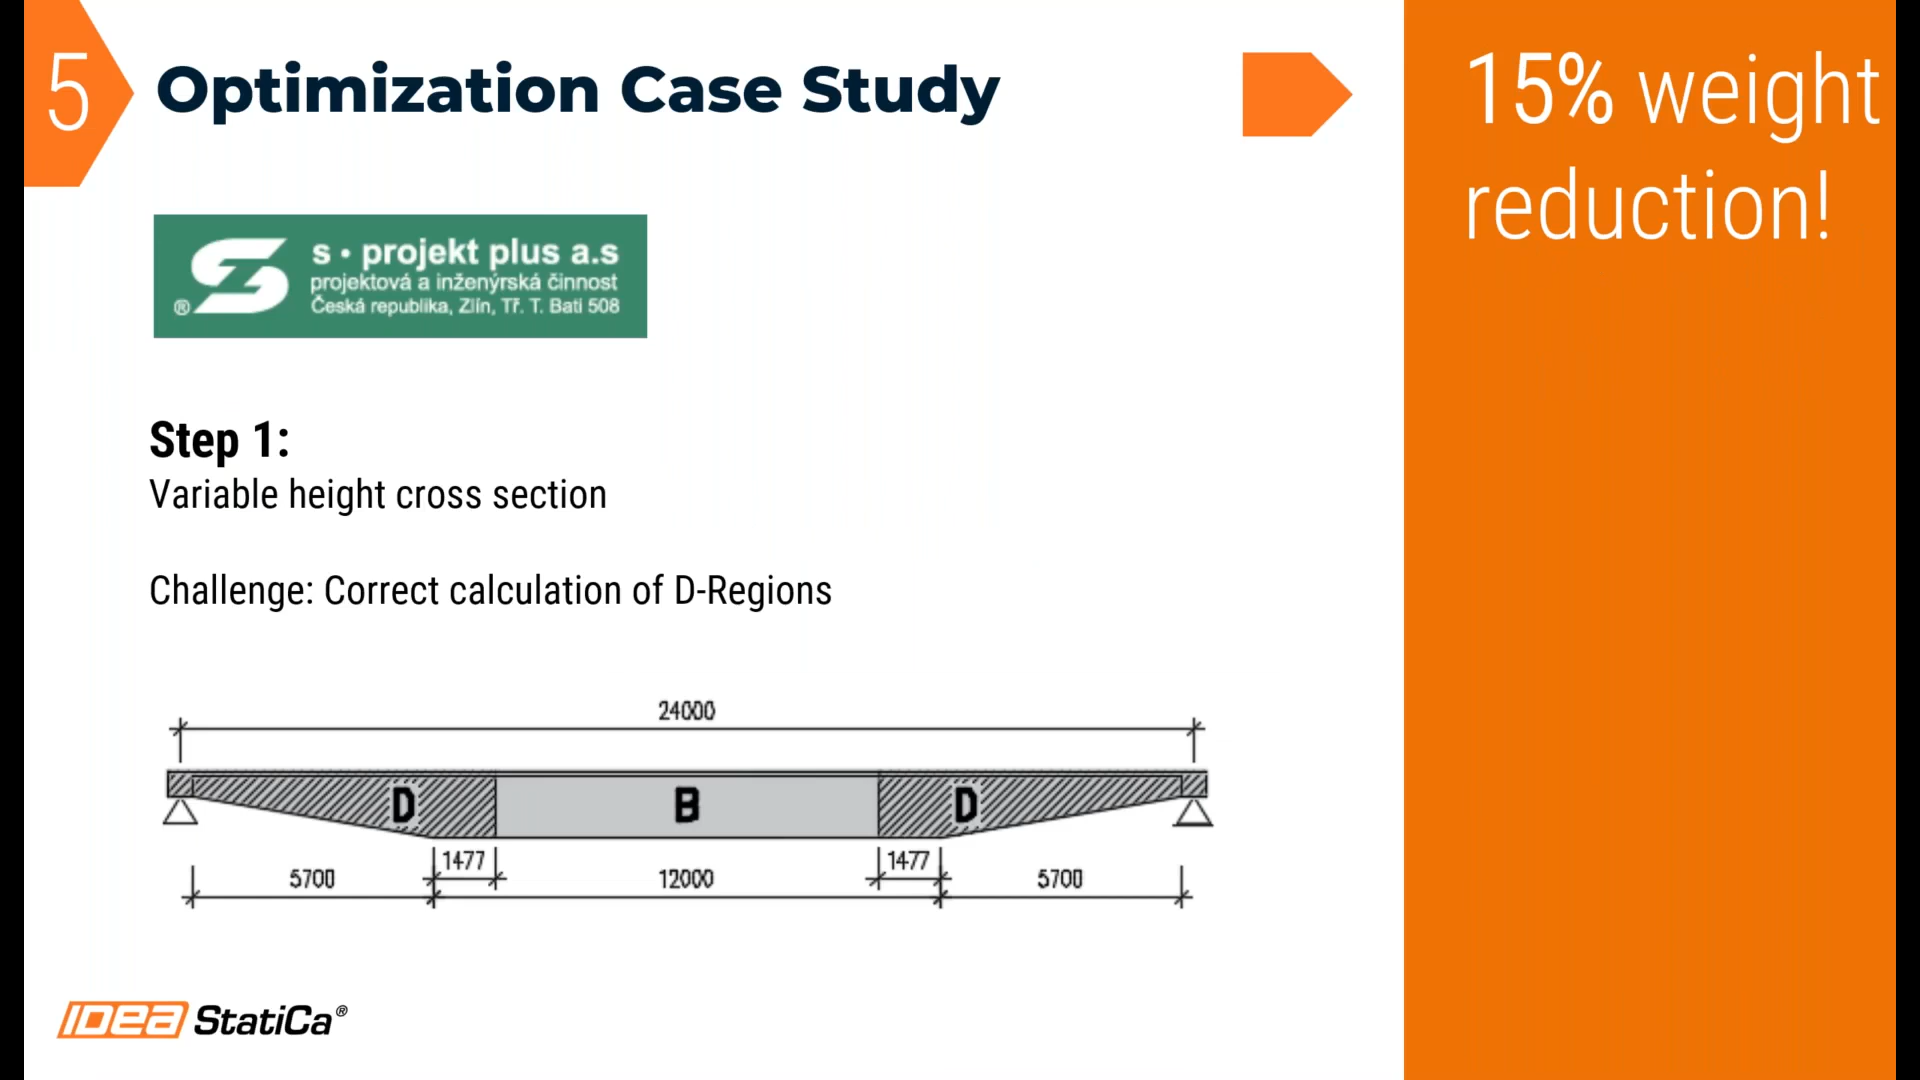 5
Optimization Case Study
15% weight
reduction!
s • projekt plus a.s
projektová a inženýrská činnost
®
Česká republika, Zlín, Tř. T. Bati 508
Step 1:
Variable height cross section
Challenge: Correct calculation of D-Regions
24000
D
B
D
1477
1477
5700
12000
5700
IDEA StatiCa®